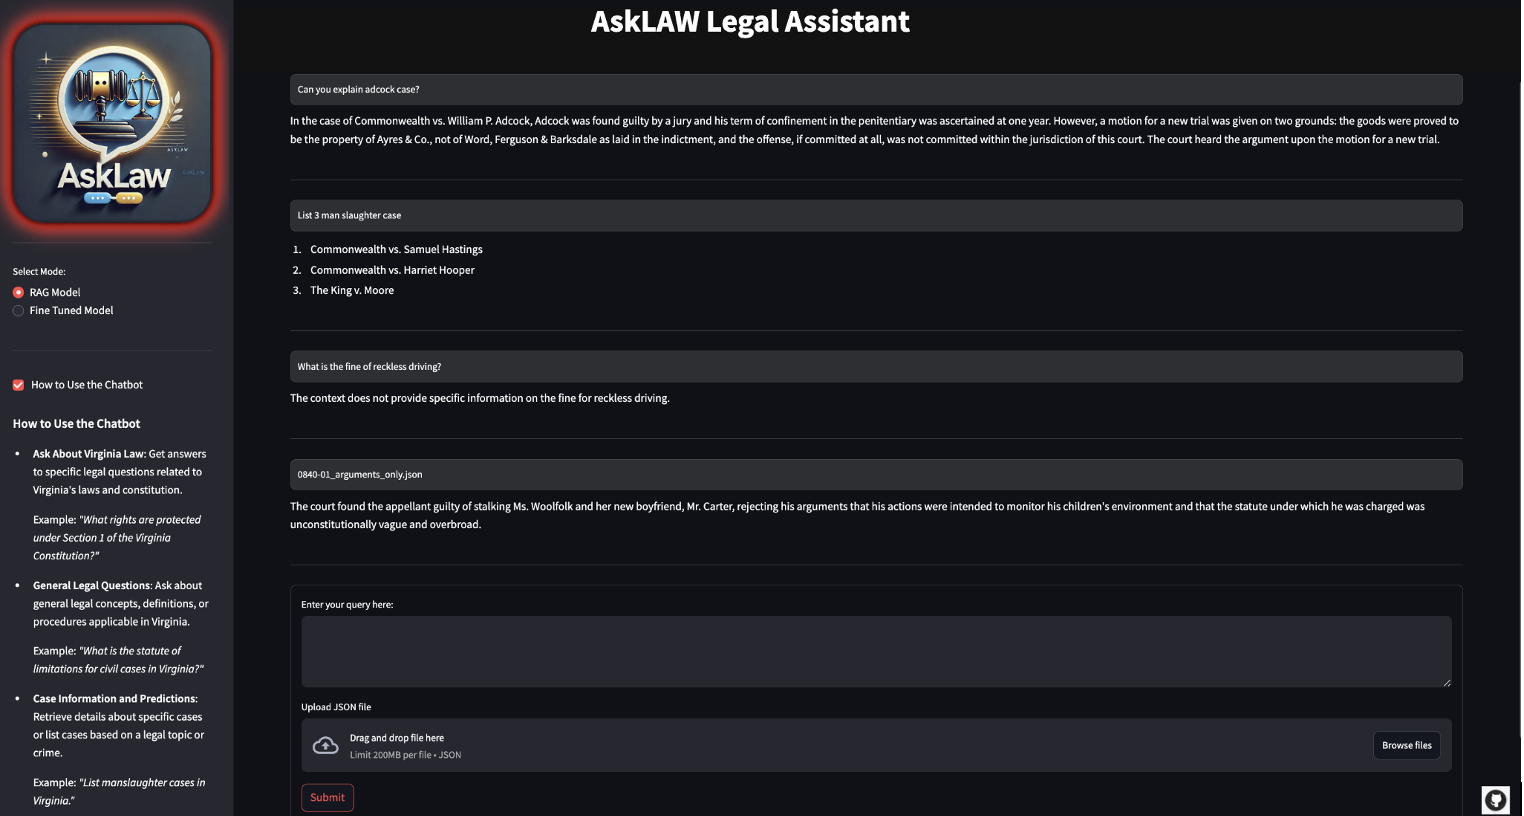 AskLAW Legal Assistant
AskLaw
Select Mode:
RAG Model
Fine Tuned Model
How to Use the Chatbot
How to Use the Chatbot
• Ask About Virginia Law: Get answers
to specific legal questions related to
Virginia's laws and constitution.
Example: "What rights are protected
under Section 1 of the Virginia
Constitution?"
• General Legal Questions: Ask about
general legal concepts, definitions, or
procedures applicable in Virginia.
Example: "What is the statute of
limitations for civil cases in Virginia?"
• Case Information and Predictions:
Retrieve details about specific cases
or list cases based on a legal topic or
crime.
Example: "List manslaughter cases in
Virginia."
Can you explain adcock case?
In the case of Commonwealth vs. William P. Adcock, Adcock was found guilty by a jury and his term of confinement in the penitentiary was ascertained at one year. However, a motion for a new trial was given on two grounds: the goods were proved to
be the property of Ayres & Co., not of Word, Ferguson & Barksdale as laid in the indictment, and the offense, if committed at all, was not committed within the jurisdiction of this court. The court heard the argument upon the motion for a new trial.
List 3 man slaughter case
1. Commonwealth vs. Samuel Hastings
2. Commonwealth vs. Harriet Hooper
3. The King v. Moore
What is the fine of reckless driving?
The context does not provide specific information on the fine for reckless driving.
0840-01_arguments_only.json
The court found the appellant guilty of stalking Ms. Woolfolk and her new boyfriend, Mr. Carter, rejecting his arguments that his actions were intended to monitor his children's environment and that the statute under which he was charged was
unconstitutionally vague and overbroad.
Enter your query here:
Upload JSON file
Drag and drop file here
Limit 200MB per file • JSON
Browse files
Submit